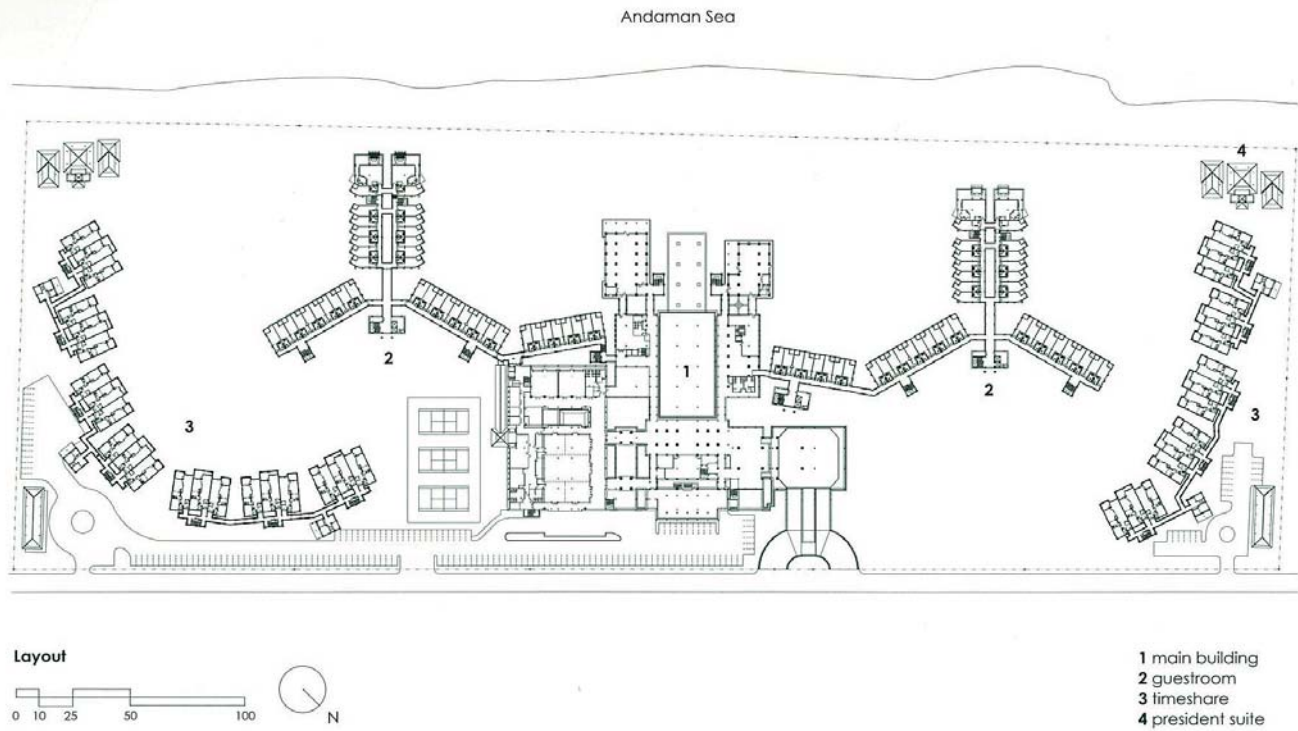 Andaman Sea
4
2
1
2
3
3
Layout
0 10 25 50 100
N
1 main building
2 guestroom
3 timeshare
4 president suite